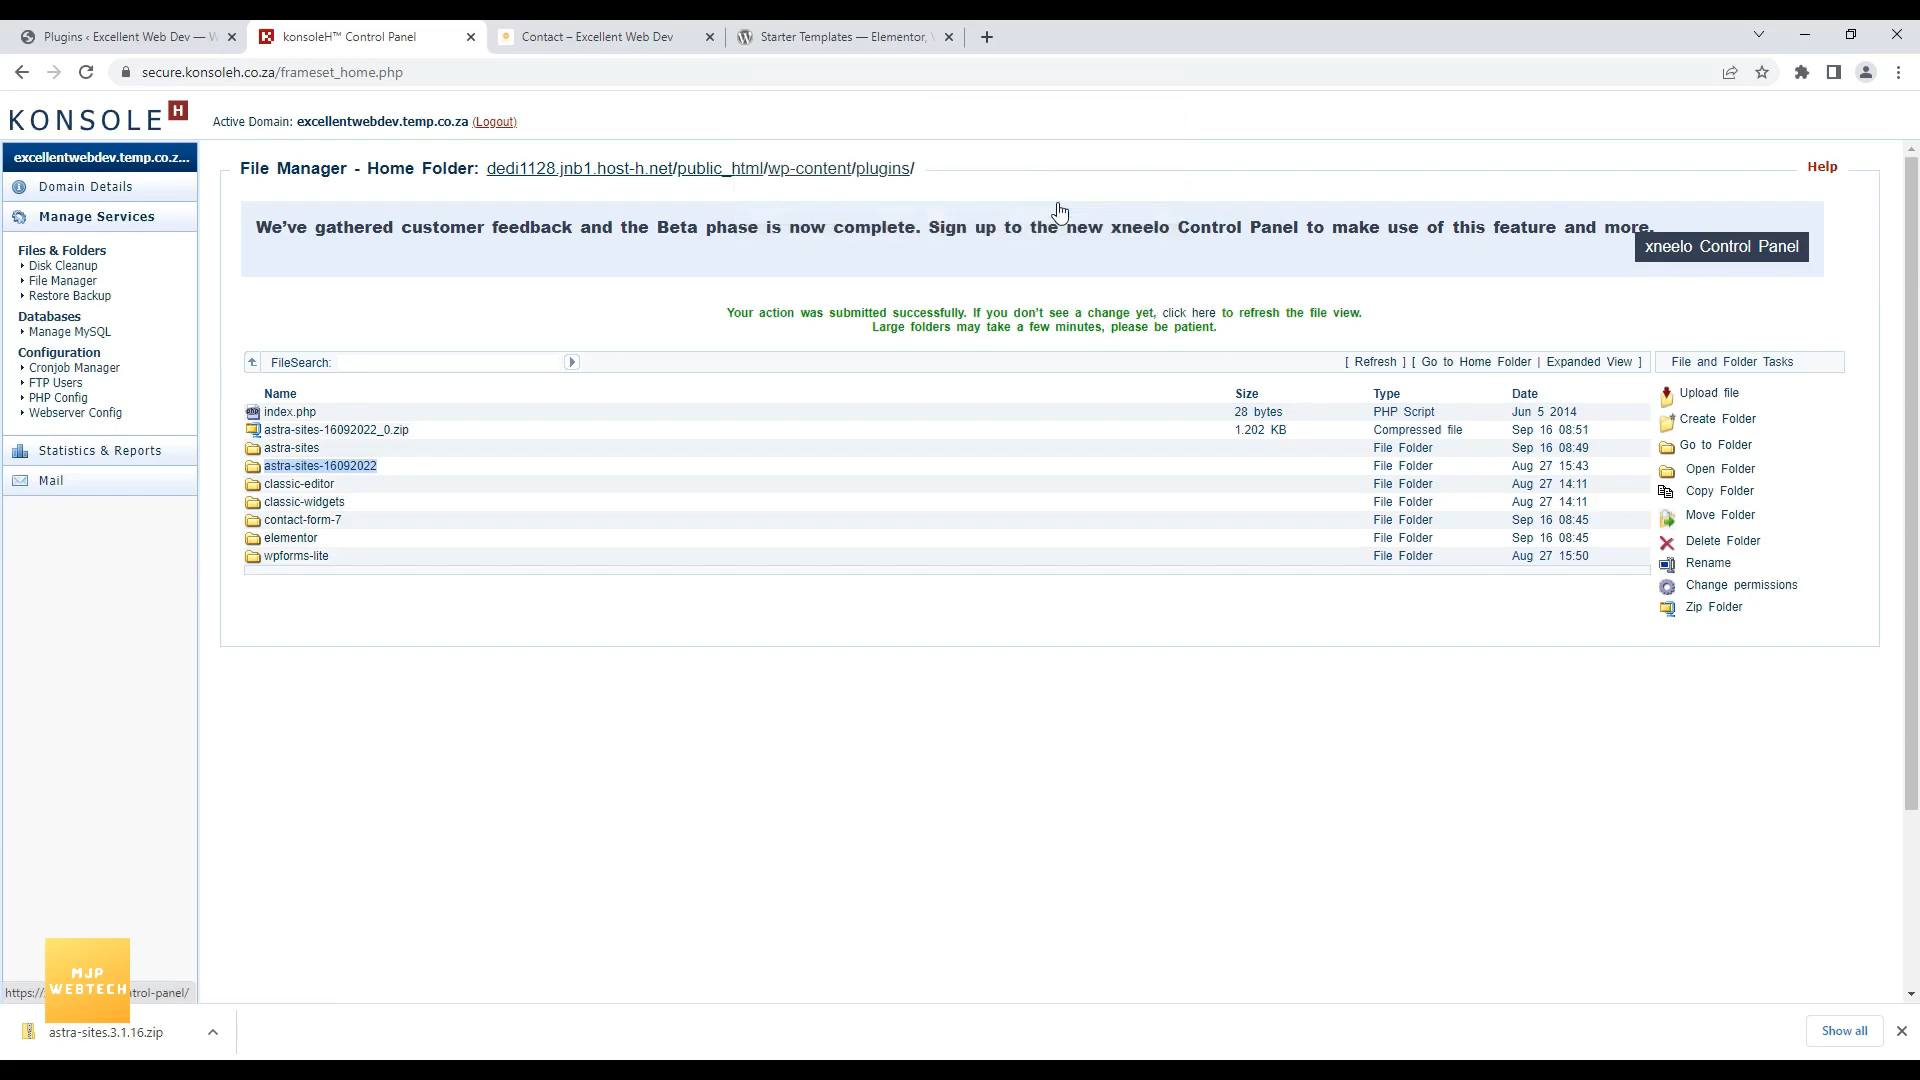 Plugins ‹ Excellent Web Dev — W
konsoleH™ Control Panel
Contact – Excellent Web Dev
Starter Templates — Elementor,
secure.konsoleh.co.za/frameset_home.php
KONSOLE H
Active Domain: excellentwebdev.temp.co.za (Logout)
excellentwebdev.temp.co.z...
Domain Details
Manage Services
Files & Folders
Disk Cleanup
File Manager
Restore Backup
Databases
Manage MySQL
Configuration
Cronjob Manager
FTP Users
PHP Config
Webserver Config
Statistics & Reports
Mail
File Manager - Home Folder: dedi1128.jnb1.host-h.net/public_html/wp-content/plugins/
Help
We've gathered customer feedback and the Beta phase is now complete. Sign up to the new xneelo Control Panel to make use of this feature and more.
xneelo Control Panel
Your action was submitted successfully. If you don't see a change yet, click here to refresh the file view.
Large folders may take a few minutes, please be patient.
FileSearch:
[ Refresh ] [ Go to Home Folder | Expanded View ]
Name Size Type Date
index.php 28 bytes PHP Script Jun 5 2014
astra-sites-16092022_0.zip 1.202 KB Compressed file Sep 16 08:51
astra-sites File Folder Sep 16 08:49
astra-sites-16092022 File Folder Aug 27 15:43
classic-editor File Folder Aug 27 14:11
classic-widgets File Folder Aug 27 14:11
contact-form-7 File Folder Sep 16 08:45
elementor File Folder Sep 16 08:45
wpforms-lite File Folder Aug 27 15:50
File and Folder Tasks
Upload file
Create Folder
Go to Folder
Open Folder
Copy Folder
Move Folder
Delete Folder
Rename
Change permissions
Zip Folder
MJP
WEBTECH
https:// trol-panel/
astra-sites.3.1.16.zip
Show all